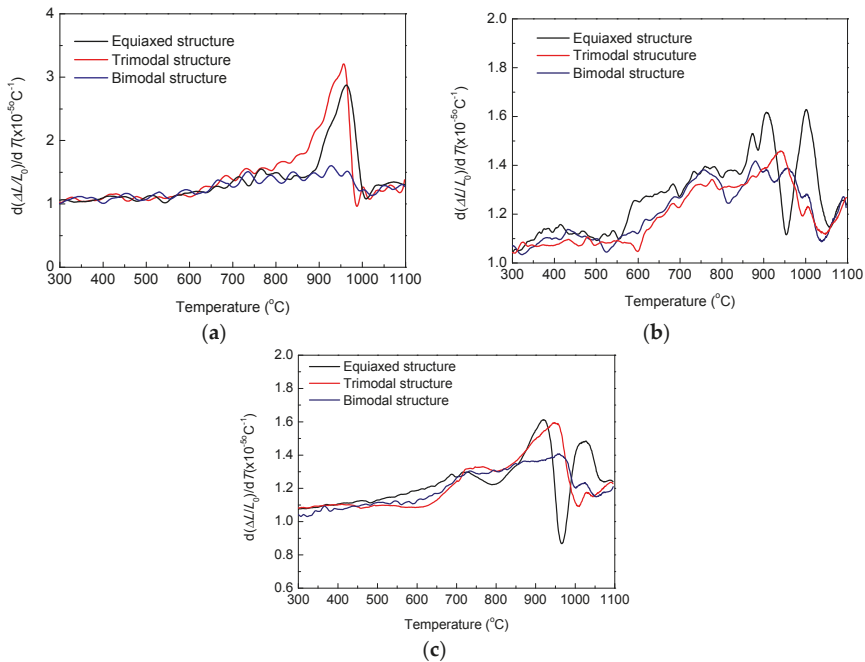 4
3
2
1
0
d(ΔL/L₀)/dT(x10⁻⁵ᵒC⁻¹)
Equiaxed structure
Trimodal structure
Bimodal structure
300 400 500 600 700 800 900 1000 1100
Temperature (ᵒC)
(a)
2.0
1.8
1.6
1.4
1.2
1.0
d(ΔL/L₀)/dT(x10⁻⁵ᵒC⁻¹)
Equiaxed structure
Trimodal strucuture
Bimodal structure
300 400 500 600 700 800 900 1000 1100
Temperature (ᵒC)
(b)
2.0
1.8
1.6
1.4
1.2
1.0
0.8
0.6
d(ΔL/L₀)/dT(x10⁻⁵ᵒC⁻¹)
Equiaxed structure
Trimodal structure
Bimodal structure
300 400 500 600 700 800 900 1000 1100
Temperature (ᵒC)
(c)